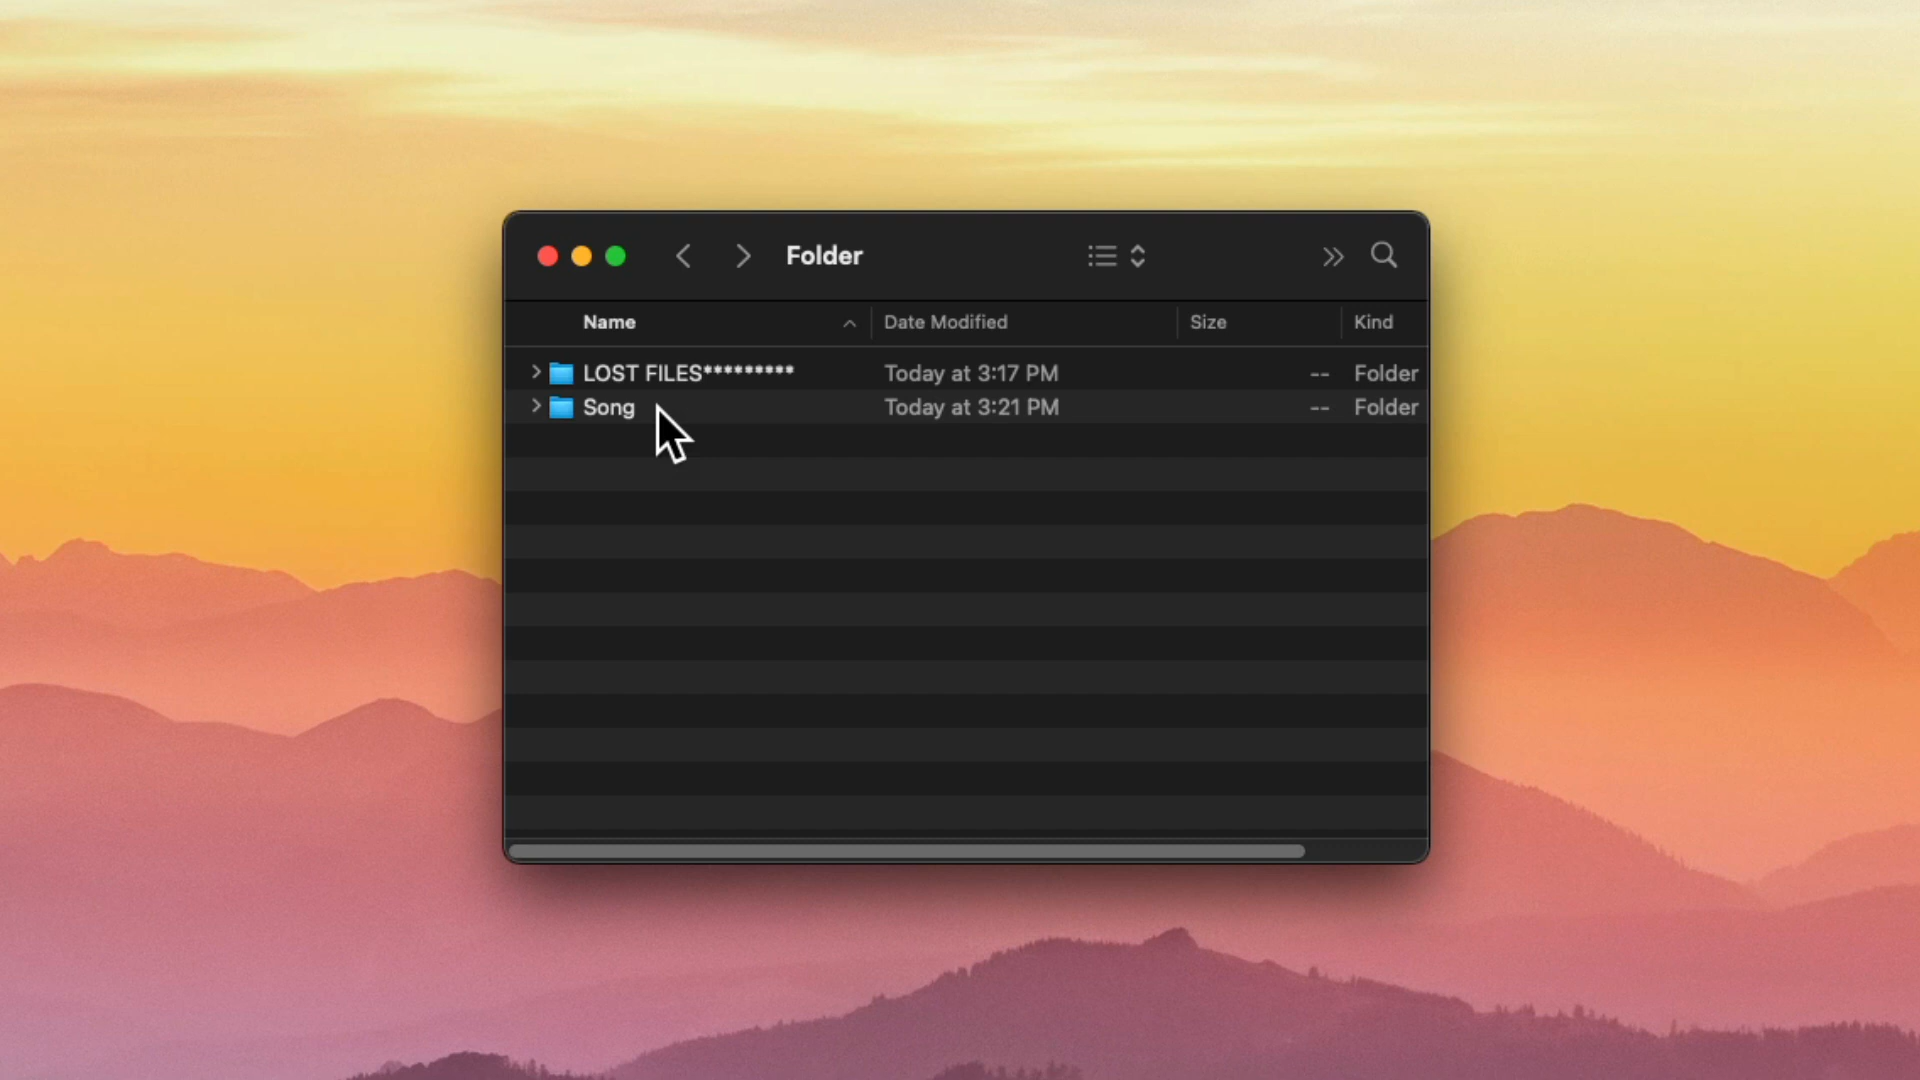 Folder
Name Date Modified Size Kind
LOST FILES********* Today at 3:17 PM -- Folder
Song Today at 3:21 PM -- Folder